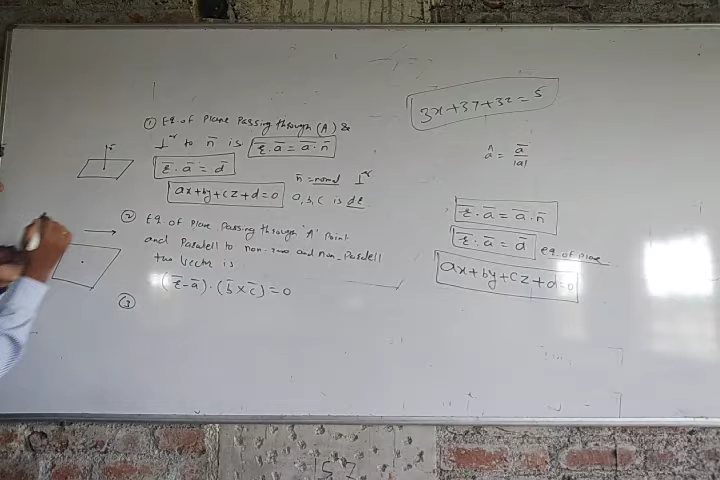 ① Eq. of Plane Passing through (A) &
⊥ʳ to n̄ is r̄·ā = ā·n̄
r̄·ā = d̄
n̄ = normal ⊥ʳ
ax+by+cz+d=0 a,b,c is dr
② Eq. of Plane Passing through 'A' Point
and Paralell to non-zero and non-Paralell
two Vector is
(r̄-ā)·(b̄×c̄)=0
③
3x+3y+3z=5
â = ā/|a|
r̄·ā = ā·n̄
r̄·ā = d̄ eq. of plane
ax+by+cz+d=0